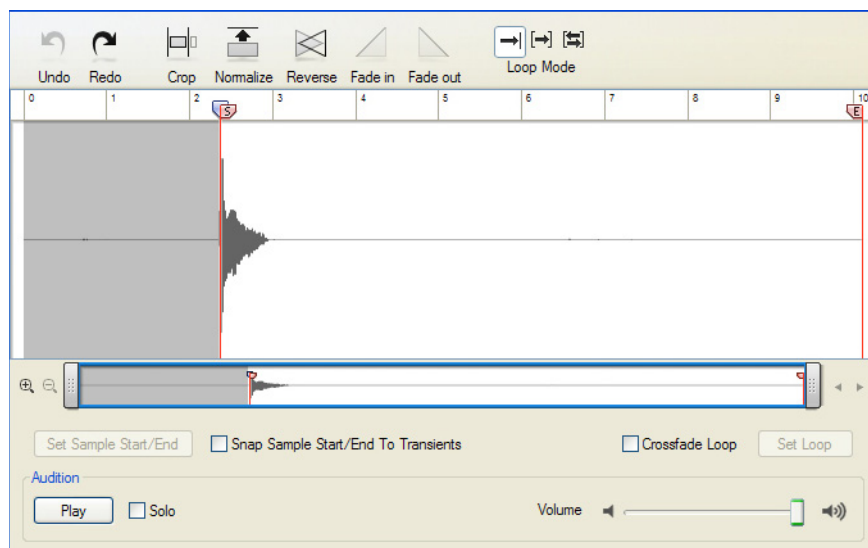 Undo Redo Crop Normalize Reverse Fade in Fade out Loop Mode
0 1 2 3 4 5 6 7 8 9 10
S E
Set Sample Start/End Snap Sample Start/End To Transients Crossfade Loop Set Loop
Audition
Play Solo Volume